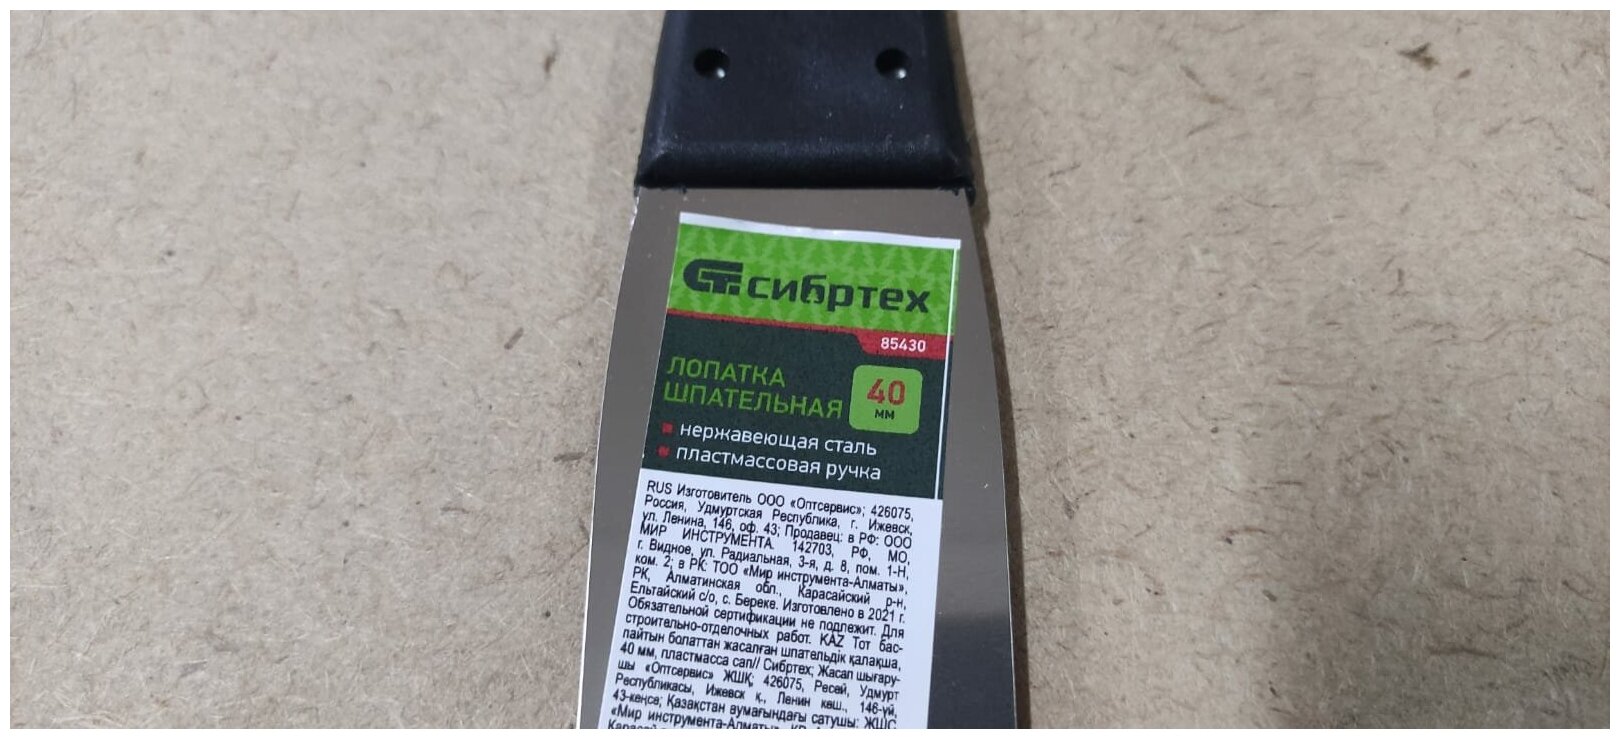 сибртех
85430
ЛОПАТКА
ШПАТЕЛЬНАЯ
40
мм
нержавеющая сталь
пластмассовая ручка
RUS Изготовитель ООО «Оптсервис»; 426075,
Россия, Удмуртская Республика, г. Ижевск,
ул. Ленина, 146, оф. 43; Продавец: в РФ: ООО
МИР ИНСТРУМЕНТА. 142703, РФ, МО,
г. Видное, ул. Радиальная, 3-я, д. 8, пом. 1-Н,
ком. 2; в РК: ТОО «Мир инструмента-Алматы»,
РК, Алматинская обл., Карасайский р-н,
Ельтайский с/о, с. Береке. Изготовлено в 2021 г.
Обязательной сертификации не подлежит. Для
строительно-отделочных работ. KAZ Тот бас-
пайтын болаттан жасалған шпательдік қалақша,
40 мм, пластмасса сап// Сибртех; Жасап шығару-
шы «Оптсервис» ЖШҚ; 426075, Ресей, Удмурт
Республикасы, Ижевск қ., Ленин көш., 146-үй,
43-кеңсе; Қазақстан аумағындағы сатушы: ЖШС
«Мир инструмента-Алматы»,